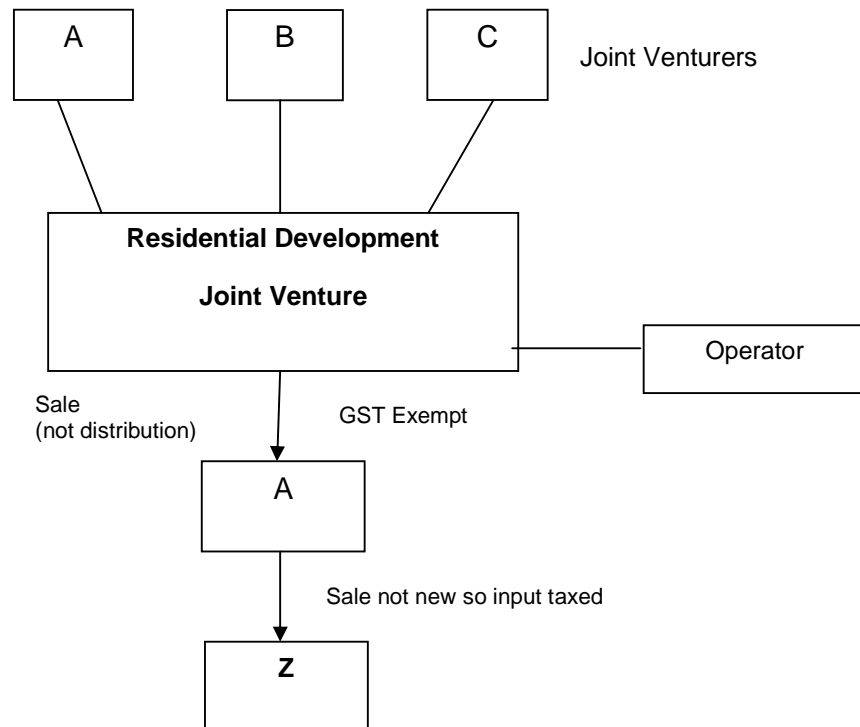 A
B
C
Joint Venturers
Residential Development
Joint Venture
Operator
Sale
(not distribution)
GST Exempt
A
Sale not new so input taxed
Z